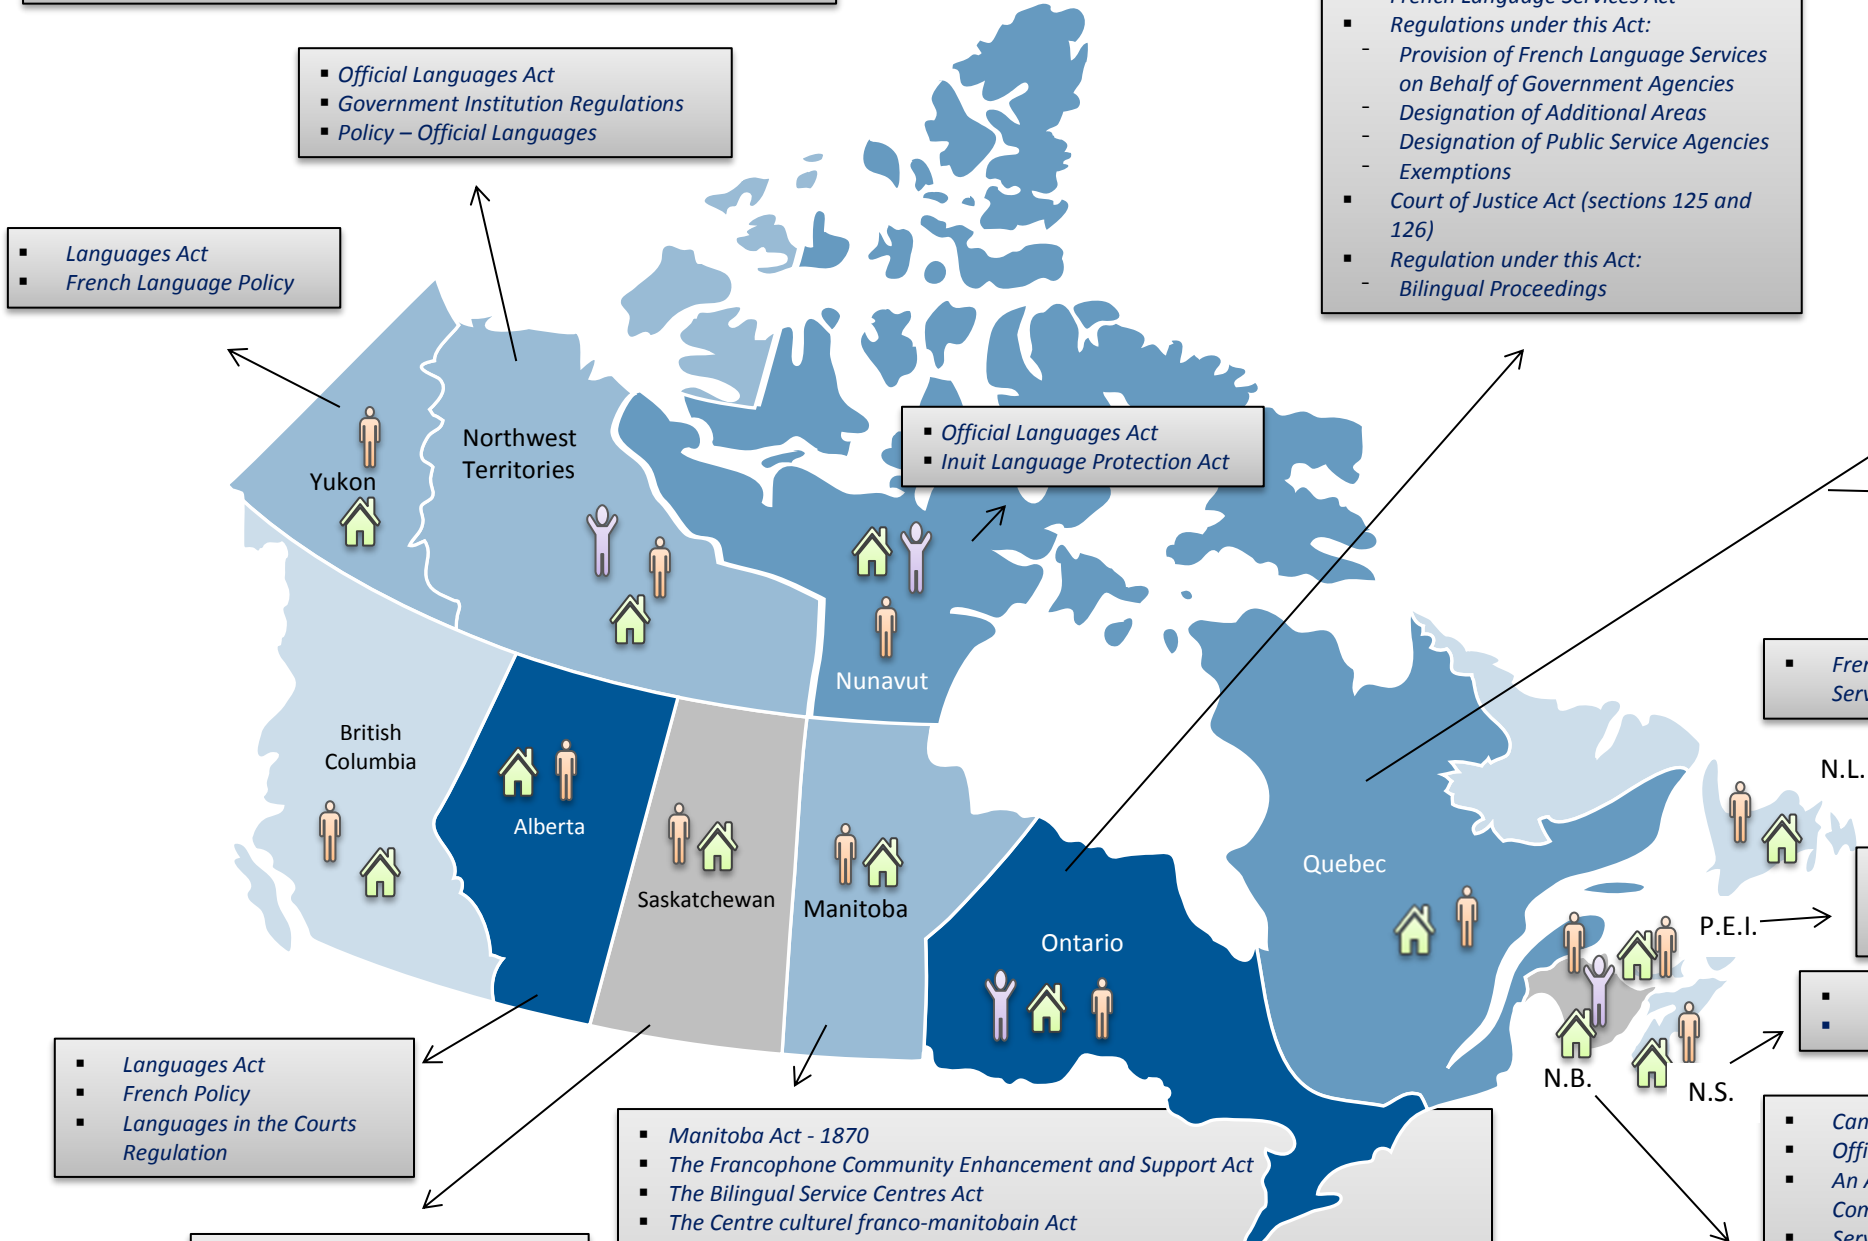 ▪ Official Languages Act
▪ Government Institution Regulations
▪ Policy – Official Languages
French Language Services Act
▪ Regulations under this Act:
- Provision of French Language Services
on Behalf of Government Agencies
- Designation of Additional Areas
- Designation of Public Service Agencies
- Exemptions
▪ Court of Justice Act (sections 125 and
126)
▪ Regulation under this Act:
- Bilingual Proceedings
▪ Languages Act
▪ French Language Policy
▪ Official Languages Act
▪ Inuit Language Protection Act
Northwest
Territories
Yukon
Nunavut
British
Columbia
Alberta
Saskatchewan
Manitoba
Ontario
Quebec
N.L.
P.E.I.
N.B.
N.S.
▪ Languages Act
▪ French Policy
▪ Languages in the Courts
Regulation
▪ Manitoba Act - 1870
▪ The Francophone Community Enhancement and Support Act
▪ The Bilingual Service Centres Act
▪ The Centre culturel franco-manitobain Act
▪ An